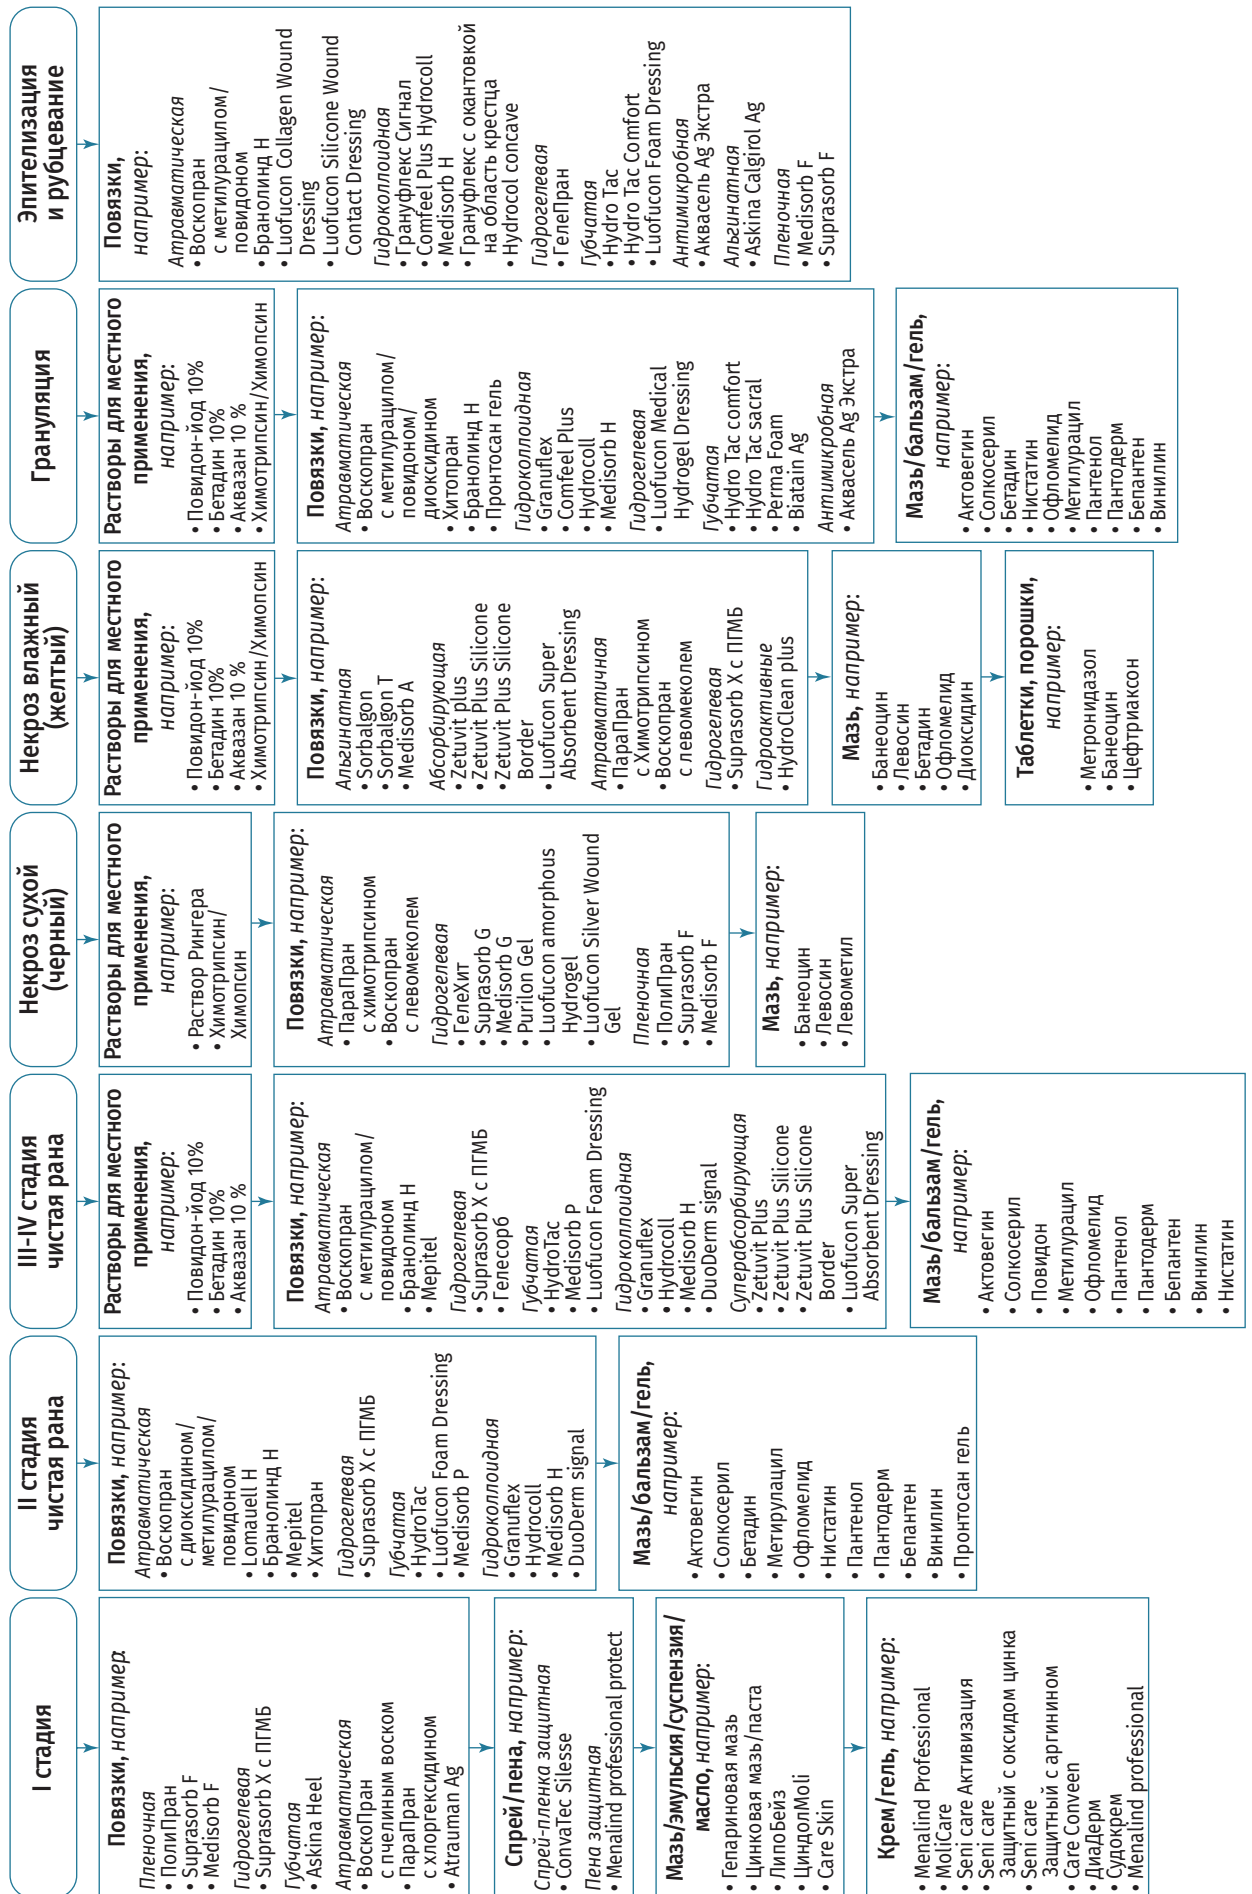 I стадия
Повязки, например:
Пленочная
• ПолиПран
• Suprasorb F
• Medisorb F
Гидрогелевая
• Suprasorb X с ПГМБ
Губчатая
• Askina Heel
Атравматическая
• ВоскоПран
с пчелиным воском
• ПараПран
с хлоргексидином
• Atrauman Ag
Спрей/пена, например:
Спрей-пленка защитная
• ConvaTec Silesse
Пена защитная
• Menalind professional protect
Мазь/эмульсия/суспензия/
масло, например:
• Гепариновая мазь
• Цинковая мазь/паста
• ЛипоБейз
• ЦиндолMoli
• Care Skin
Крем/гель, например:
• Menalind Professional
• MoliCare
• Seni care Активизация
• Seni care
Защитный с оксидом цинка
• Seni care
Защитный с аргинином
• Care Conveen
• ДиаДерм
• Судокрем
• Menalind professional
II стадия
чистая рана
Повязки, например:
Атравматическая
• Воскопран
с диоксидином/
метилурацилом/
повидоном
• Lomauell H
• Бранолинд Н
• Mepitel
• Хитопран
Гидрогелевая
• Suprasorb X с ПГМБ
Губчатая
• HydroTac
• Luofucon Foam Dressing
• Medisorb P
Гидроколлоидная
• Granuflex
• Hydrocoll
• Medisorb H
• DuoDerm signal
Мазь/бальзам/гель,
например:
• Актовегин
• Солкосерил
• Бетадин
• Метирулацил
• Офломелид
• Нистатин
• Пантенол
• Пантодерм
• Бепантен
• Винилин
• Пронтосан гель
III-IV стадия
чистая рана
Растворы для местного
применения,
например:
• Повидон-йод 10%
• Бетадин 10%
• Аквазан 10 %
Повязки, например:
Атравматическая
• Воскопран
с метилурацилом/
повидоном
• Бранолинд Н
• Mepitel
Гидрогелевая
• Suprasorb X с ПГМБ
• Гелесорб
Губчатая
• HydroTac
• Medisorb P
• Luofucon Foam Dressing
Гидроколлоидная
• Granuflex
• Hydrocoll
• Medisorb H
• DuoDerm signal
Суперабсорбирующая
• Zetuvit Plus
• Zetuvit Plus Silicone
• Zetuvit Plus Silicone
Border
• Luofucon Super
Absorbent Dressing
Мазь/бальзам/гель,
например:
• Актовегин
• Солкосерил
• Повидон
• Метилурацил
• Офломелид
• Пантенол
• Пантодерм
• Бепантен
• Винилин
• Нистатин
Некроз сухой
(черный)
Растворы для местного
применения,
например:
• Раствор Рингера
• Химотрипсин/
Химопсин
Повязки, например:
Атравматическая
• ПараПран
с химотрипсином
• Воскопран
с левомеколем
Гидрогелевая
• ГелеХит
• Suprasorb G
• Medisorb G
• Purilon Gel
• Luofucon amorphous
Hydrogel
• Luofucon Silver Wound
Gel
Пленочная
• ПолиПран
• Suprasorb F
• Medisorb F
Мазь, например:
• Банеоцин
• Левосин
• Левометил
Некроз влажный
(желтый)
Растворы для местного
применения,
например:
• Повидон-йод 10%
• Бетадин 10%
• Аквазан 10 %
• Химотрипсин/Химопсин
Повязки, например:
Альгинатная
• Sorbalgon
• Sorbalgon T
• Medisorb A
Абсорбирующая
• Zetuvit plus
• Zetuvit Plus Silicone
• Zetuvit Plus Silicone
Border
• Luofucon Super
Absorbent Dressing
Атравматичная
• ПараПран
с Химотрипсином
• Воскопран
с левомеколем
Гидрогелевая
• Suprasorb X с ПГМБ
Гидроактивные
• HydroClean plus
Мазь, например:
• Банеоцин
• Левосин
• Бетадин
• Офломелид
• Диоксидин
Таблетки, порошки,
например:
• Метронидазол
• Банеоцин
• Цефтриаксон
Грануляция
Растворы для местного
применения,
например:
• Повидон-йод 10%
• Бетадин 10%
• Аквазан 10 %
• Химотрипсин/Химопсин
Повязки, например:
Атравматическая
• Воскопран
с метилурацилом/
повидоном/
диоксидином
• Хитопран
• Бранолинд Н
• Пронтосан гель
Гидроколлоидная
• Granuflex
• Comfeel Plus
• Hydrocoll
• Medisorb H
Гидрогелевая
• Luofucon Medical
Hydrogel Dressing
Губчатая
• Hydro Tac comfort
• Hydro Tac sacral
• Perma Foam
• Biatain Ag
Антимикробная
• Аквасель Ag Экстра
Мазь/бальзам/гель,
например:
• Актовегин
• Солкосерил
• Бетадин
• Нистатин
• Офломелид
• Метилурацил
• Пантенол
• Пантодерм
• Бепантен
• Винилин
Эпителизация
и рубцевание
Повязки,
например:
Атравматическая
• Воскопран
с метилурацилом/
повидоном
• Бранолинд Н
• Luofucon Collagen Wound
Dressing
• Luofucon Silicone Wound
Contact Dressing
Гидроколлоидная
• Грануфлекс Сигнал
• Comfeel Plus Hydrocoll
• Medisorb H
• Грануфлекс с окантовкой
на область крестца
• Hydrocol concave
Гидрогелевая
• ГелеПран
Губчатая
• Hydro Tac
• Hydro Tac Comfort
• Luofucon Foam Dressing
Антимикробная
• Аквасель Ag Экстра
Альгинатная
• Askina Calgirol Ag
Пленочная
• Medisorb F
• Suprasorb F